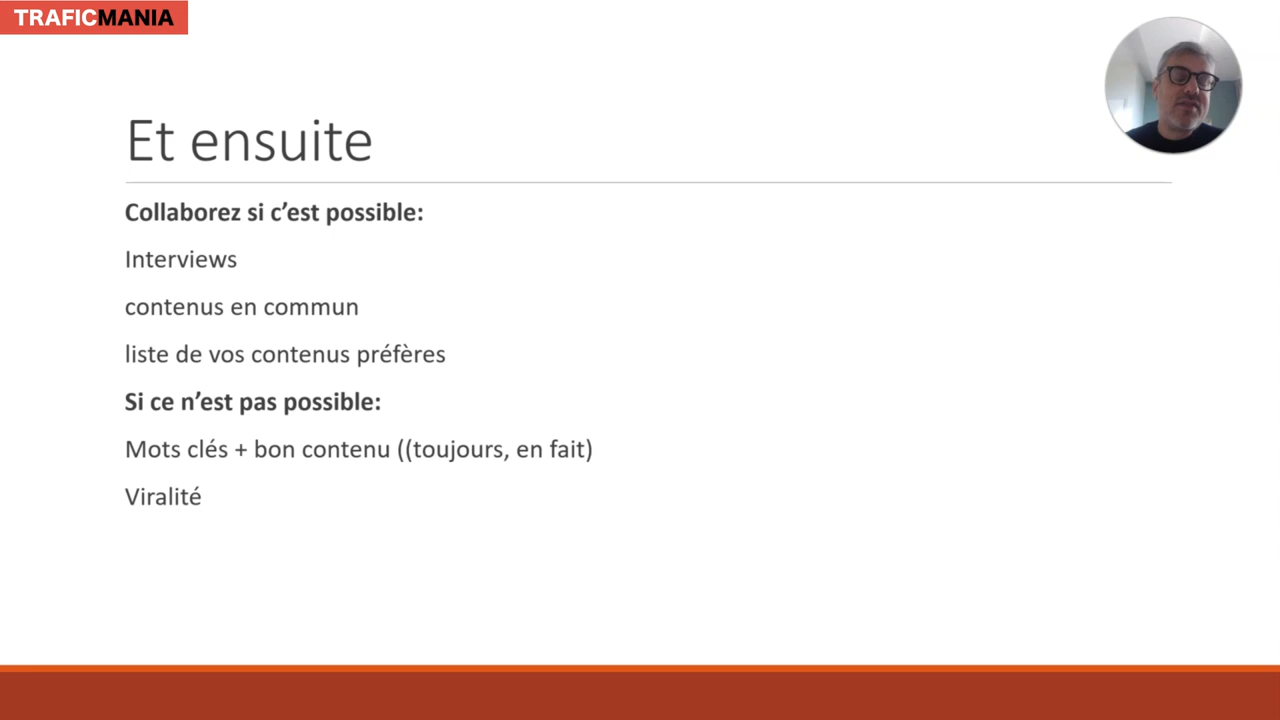 TRAFICMANIA
Et ensuite
Collaborez si c’est possible:
Interviews
contenus en commun
liste de vos contenus préfères
Si ce n’est pas possible:
Mots clés + bon contenu ((toujours, en fait)
Viralité